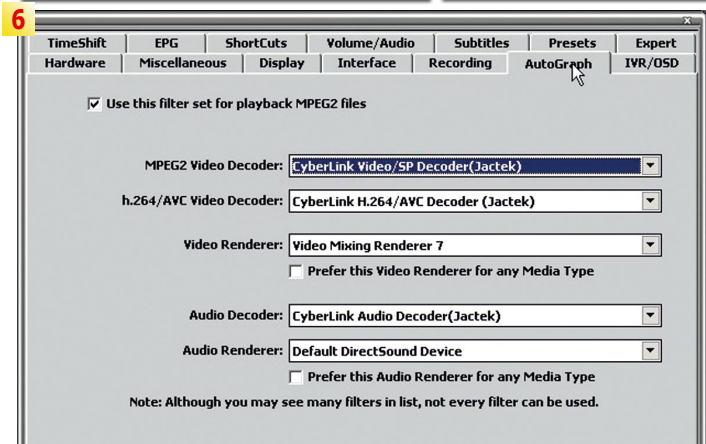 6
x
TimeShift EPG ShortCuts Volume/Audio Subtitles Presets Expert
Hardware Miscellaneous Display Interface Recording AutoGraph IVR/OSD
Use this filter set for playback MPEG2 files
MPEG2 Video Decoder: CyberLink Video/SP Decoder(Jactek)
h.264/AVC Video Decoder: CyberLink H.264/AVC Decoder (Jactek)
Video Renderer: Video Mixing Renderer 7
Prefer this Video Renderer for any Media Type
Audio Decoder: CyberLink Audio Decoder(Jactek)
Audio Renderer: Default DirectSound Device
Prefer this Audio Renderer for any Media Type
Note: Although you may see many filters in list, not every filter can be used.